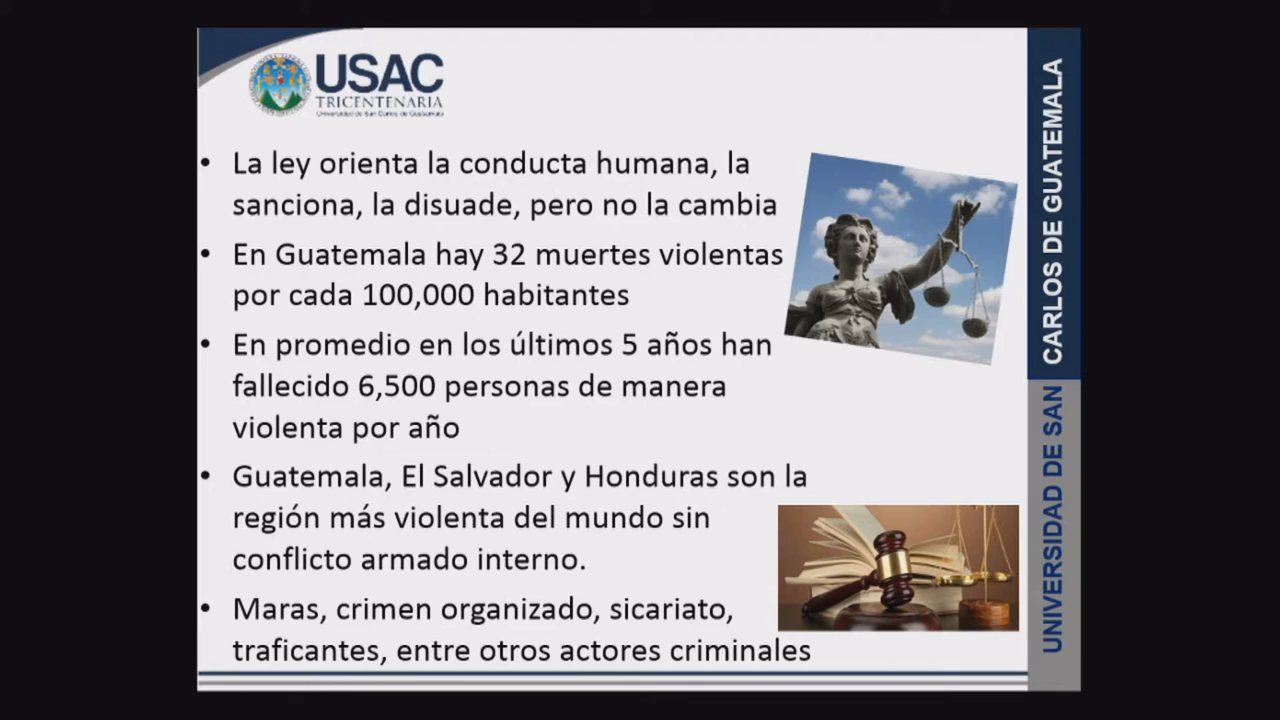 USAC
TRICENTENARIA
Universidad de San Carlos de Guatemala
• La ley orienta la conducta humana, la
sanciona, la disuade, pero no la cambia
• En Guatemala hay 32 muertes violentas
por cada 100,000 habitantes
• En promedio en los últimos 5 años han
fallecido 6,500 personas de manera
violenta por año
• Guatemala, El Salvador y Honduras son la
región más violenta del mundo sin
conflicto armado interno.
• Maras, crimen organizado, sicariato,
traficantes, entre otros actores criminales
UNIVERSIDAD DE SAN CARLOS DE GUATEMALA